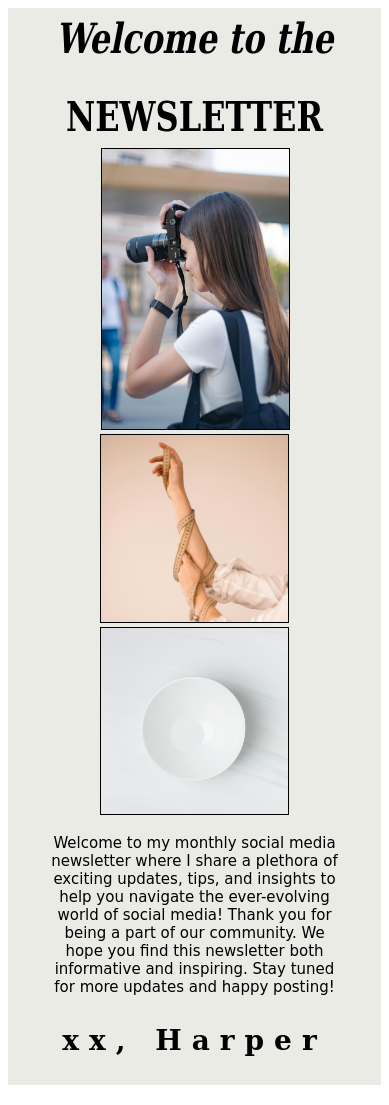 Welcome to the
NEWSLETTER
Welcome to my monthly social media
newsletter where I share a plethora of
exciting updates, tips, and insights to
help you navigate the ever-evolving
world of social media! Thank you for
being a part of our community. We
hope you find this newsletter both
informative and inspiring. Stay tuned
for more updates and happy posting!
xx, Harper